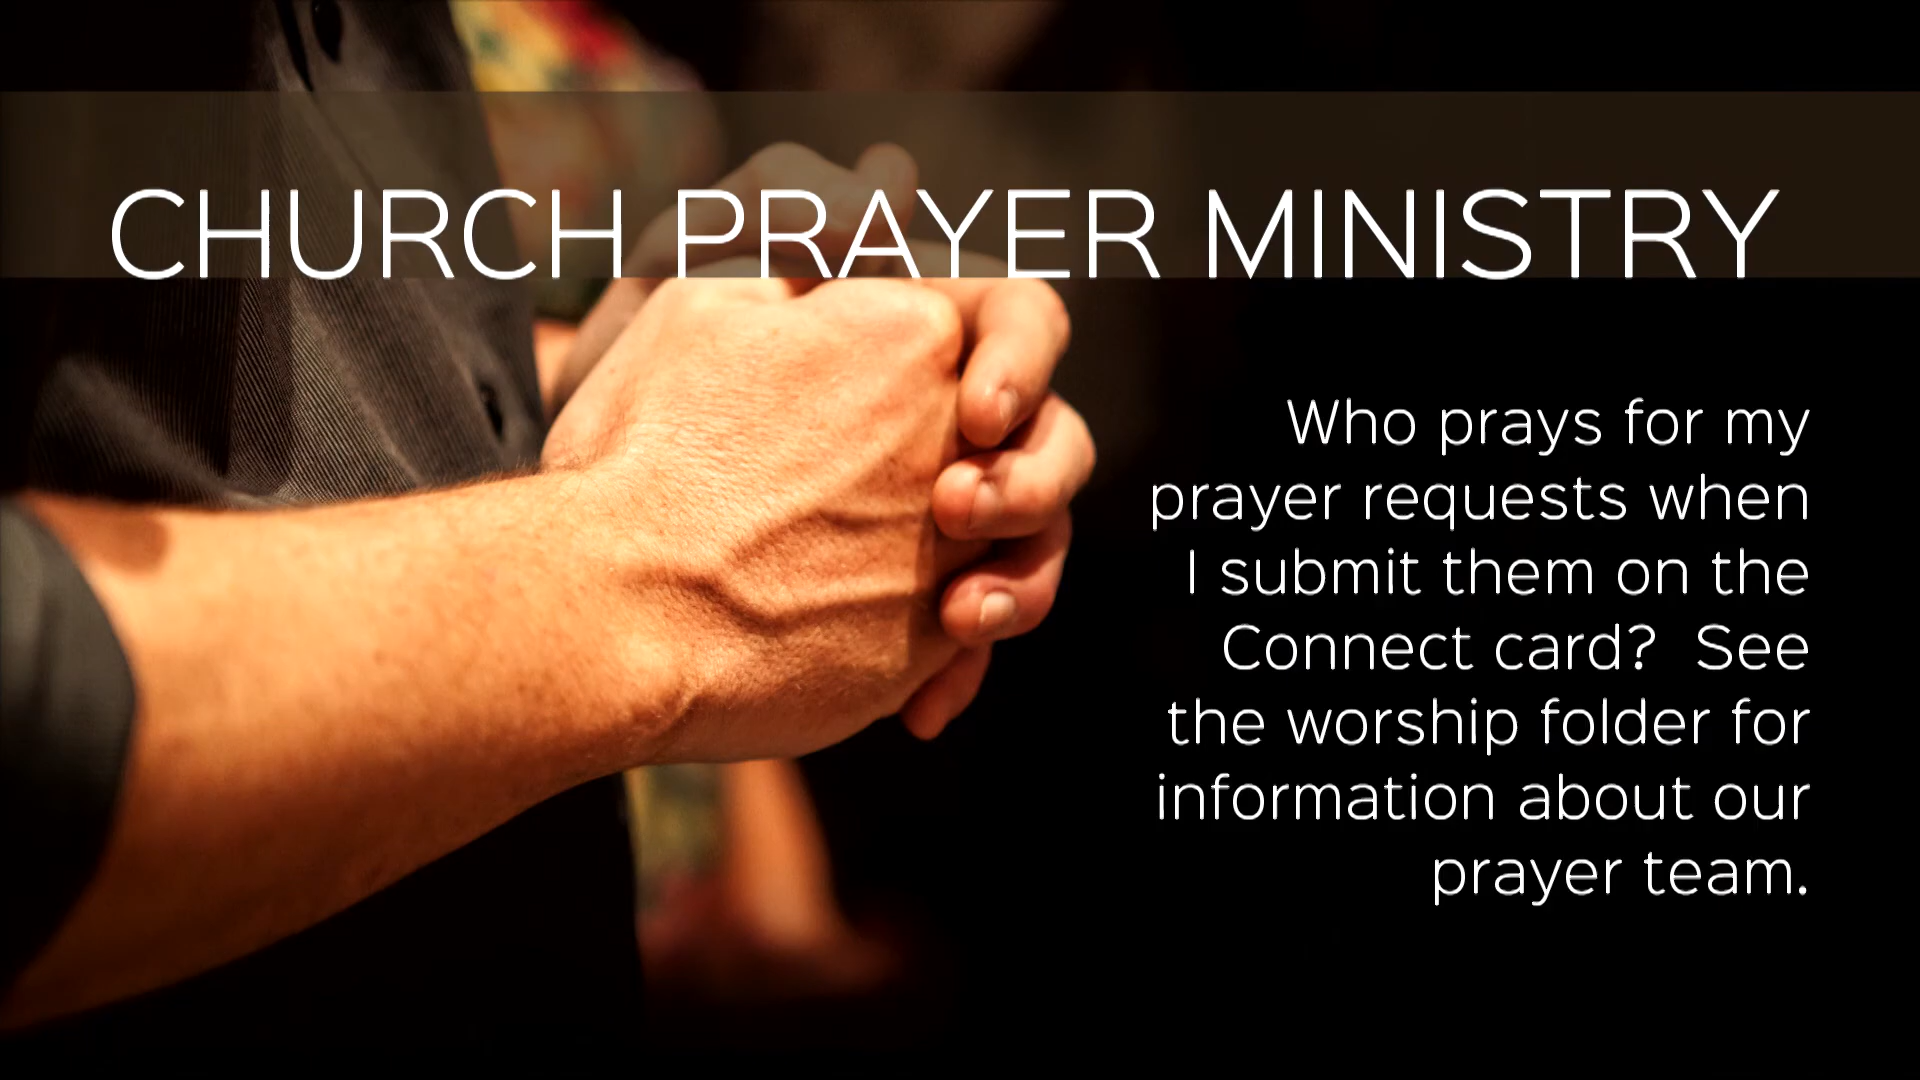 CHURCH PRAYER MINISTRY
Who prays for my
prayer requests when
I submit them on the
Connect card?  See
the worship folder for
information about our
prayer team.